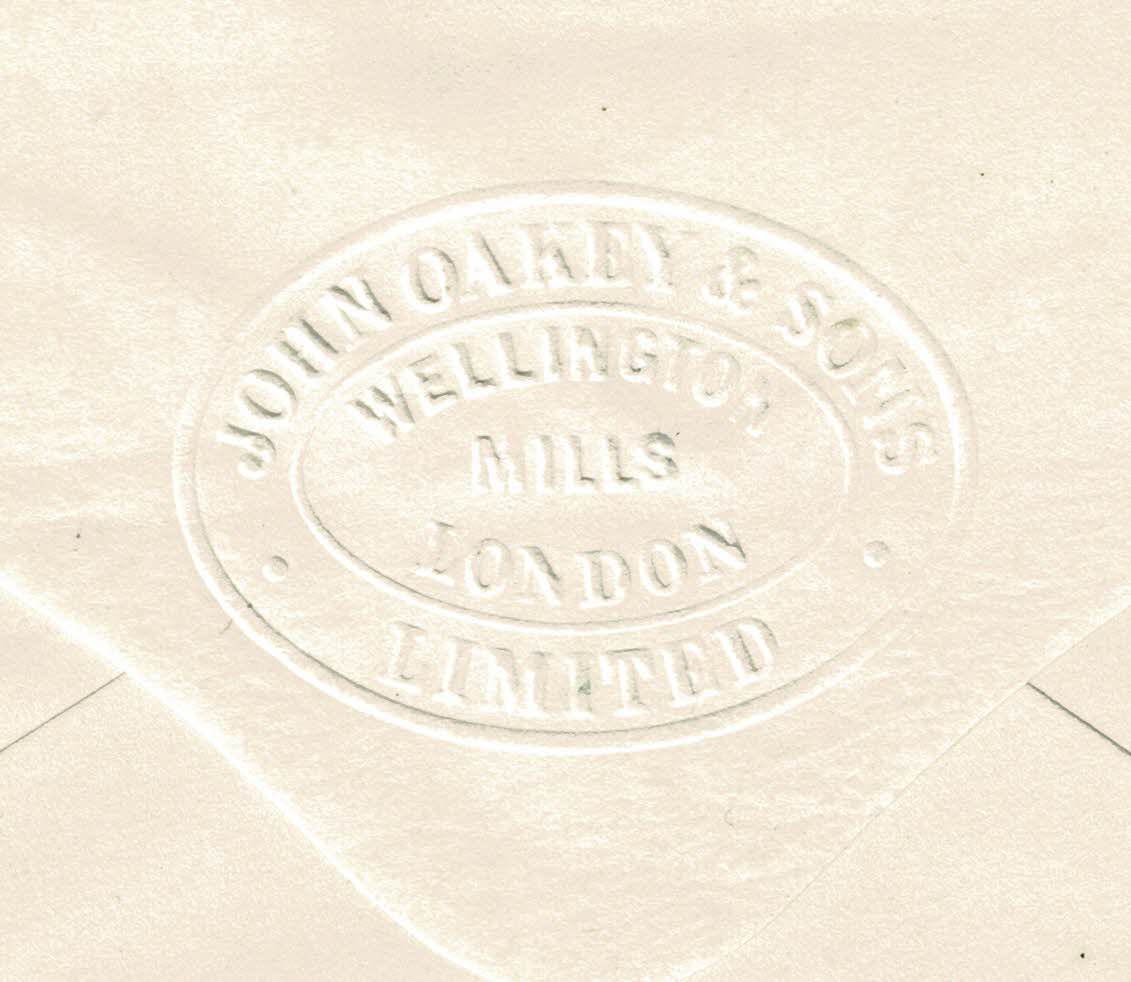 JOHN OAKEY & SONS
WELLINGTON
MILLS
LONDON
LIMITED